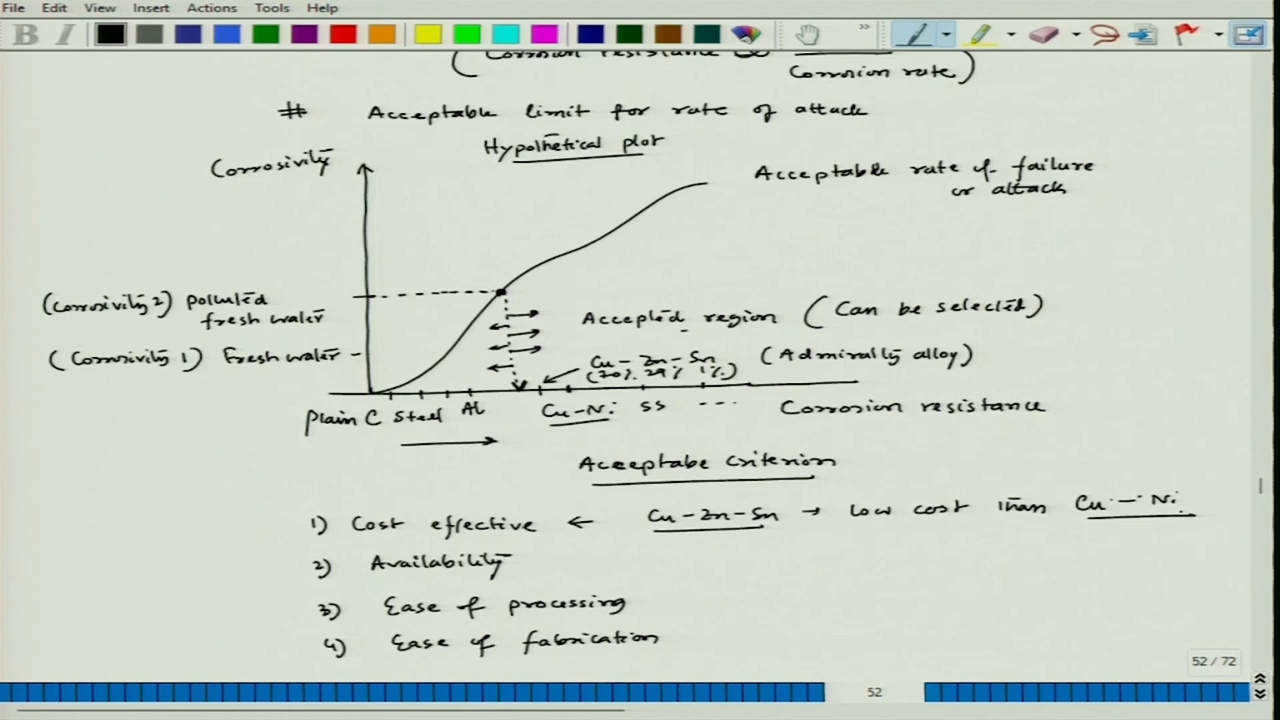 File Edit View Insert Actions Tools Help
B I
(Corrosion resistance
Corrosion rate)
# Acceptable limit for rate of attack
Hypothetical plot
Corrosivity
Acceptable rate of failure
or attack
(Corrosivity 2) polluted
fresh water
Accepted region (Can be selected)
(Corrosivity 1) Fresh water
Cu-Zn-Sn (Admirally alloy)
(70%. 29% 1%.)
Plain C Steel Al Cu-Ni SS ---- Corrosion resistance
Acceptabe criterion
1) Cost effective ← Cu-Zn-Sn → low cost than Cu-Ni
2) Availability
3) Ease of processing
4) Ease of fabrication
52 / 72
52